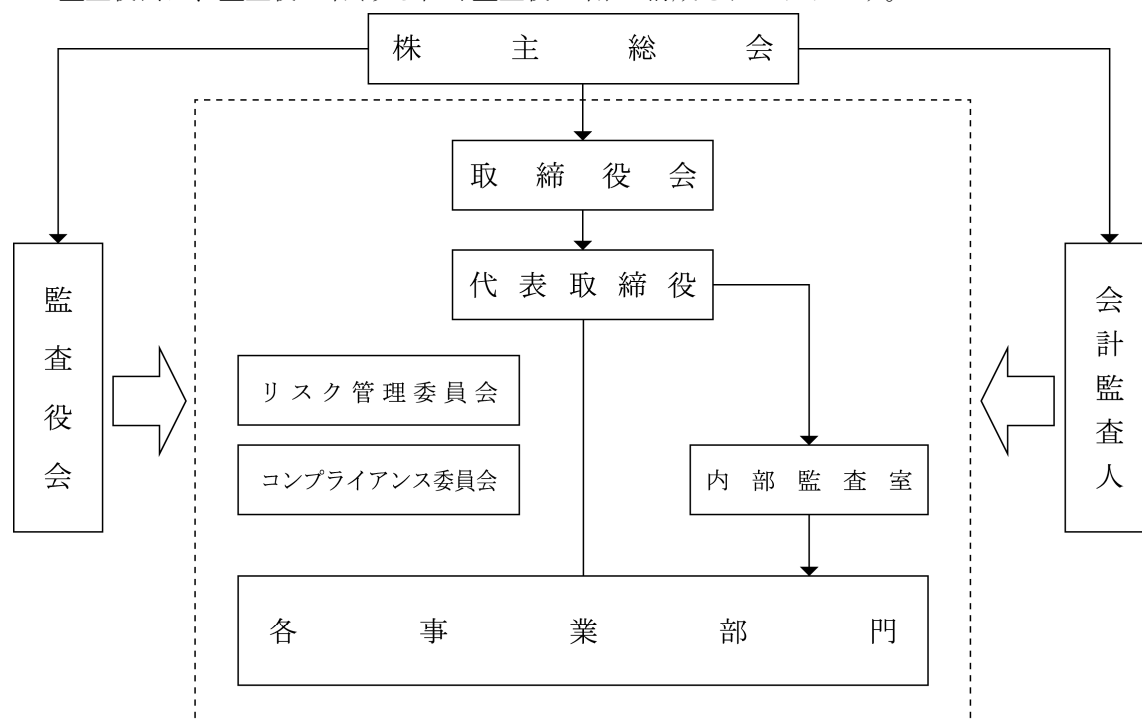 株主総会
取締役会
代表取締役
監査役会
会計監査人
リスク管理委員会
コンプライアンス委員会
内部監査室
各事業部門